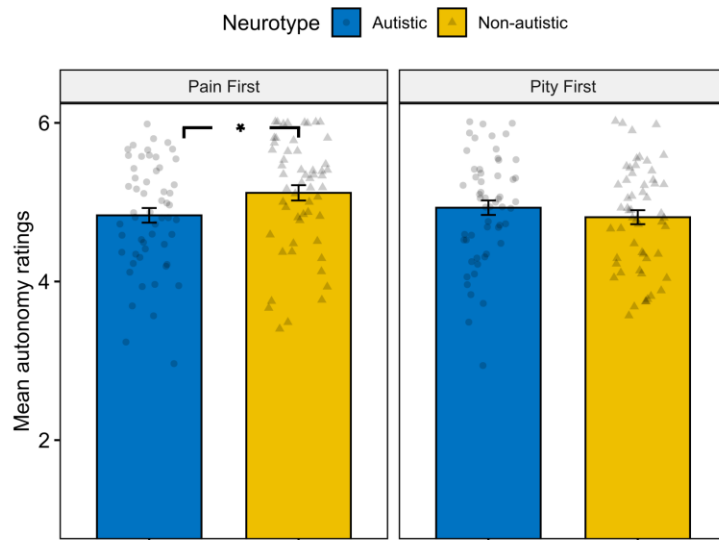 Neurotype Autistic Non-autistic
Pain First
Pity First
Mean autonomy ratings
6
*
4
2